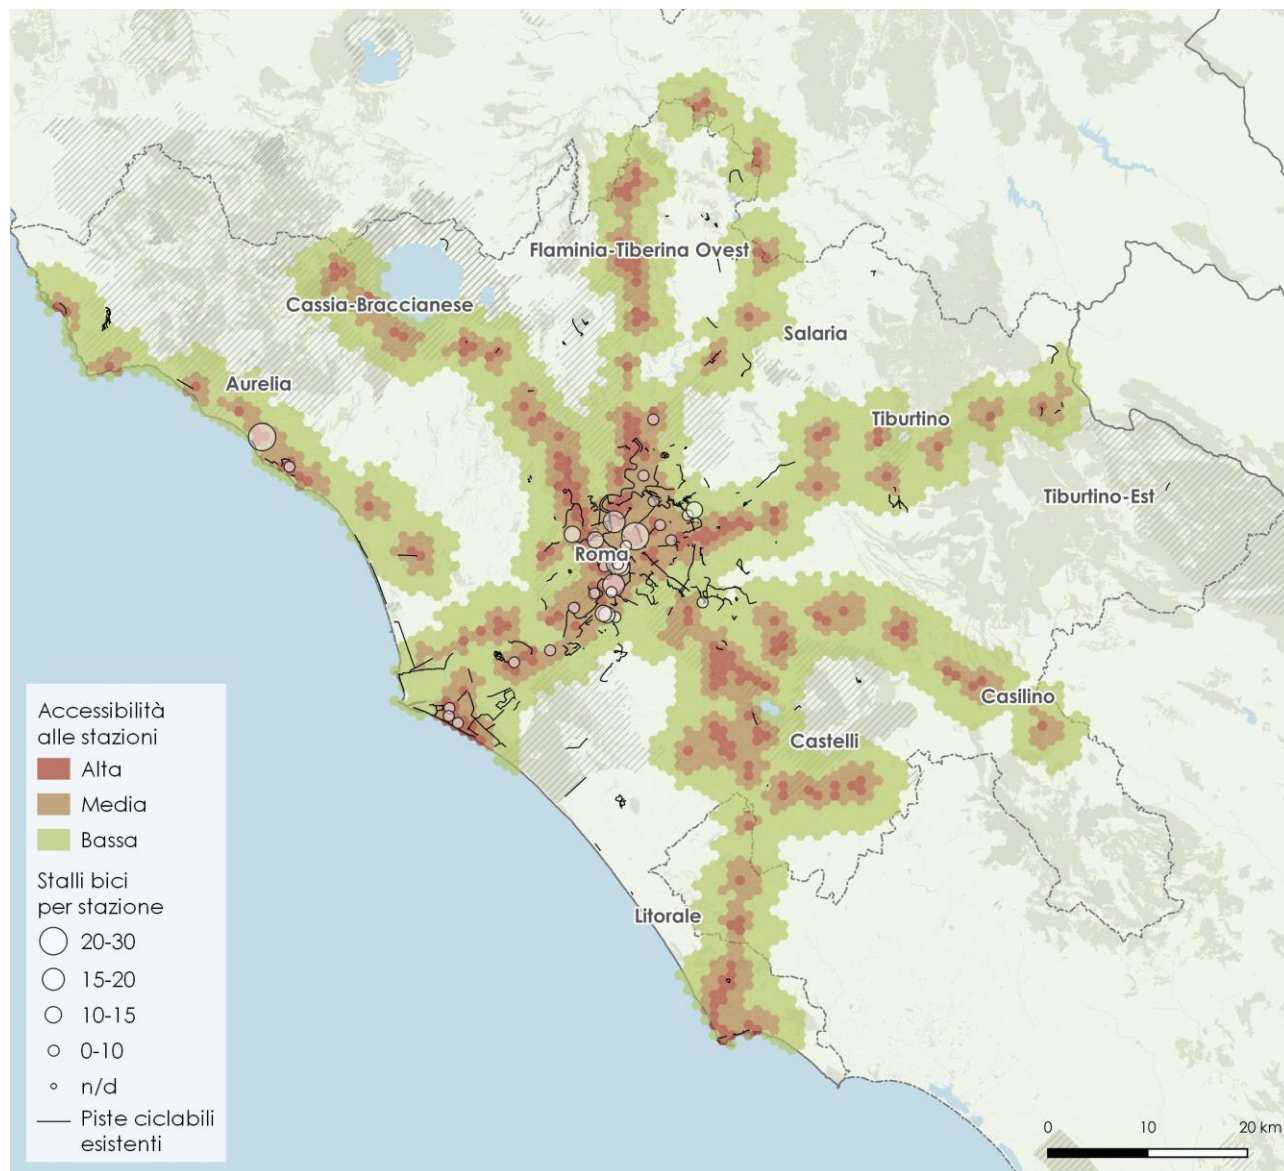 Flaminia-Tiberina Ovest
Cassia-Braccianese
Salaria
Aurelia
Tiburtino
Tiburtino-Est
Roma
Casilino
Castelli
Litorale
Accessibilità
alle stazioni
Alta
Media
Bassa
Stalli bici
per stazione
20-30
15-20
10-15
0-10
n/d
Piste ciclabili
esistenti
0 10 20 km